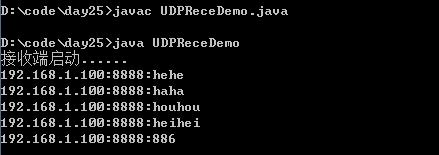 D:\code\day25>javac UDPReceDemo.java
D:\code\day25>java UDPReceDemo
接收端启动......
192.168.1.100:8888:hehe
192.168.1.100:8888:haha
192.168.1.100:8888:houhou
192.168.1.100:8888:heihei
192.168.1.100:8888:886